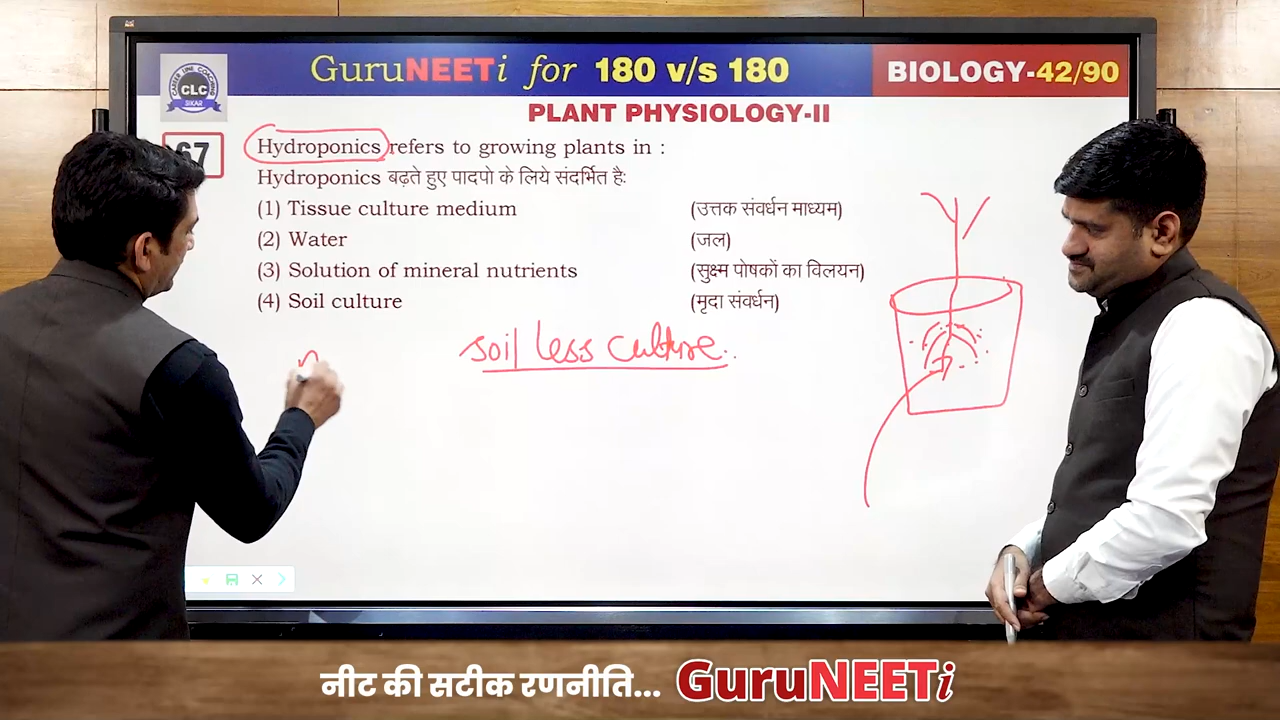 GuruNEETi for 180 v/s 180
BIOLOGY-42/90
CAREER LINE COACHING
CLC
SIKAR
PLANT PHYSIOLOGY-II
67
Hydroponics refers to growing plants in :
Hydroponics बढ़ते हुए पादपो के लिये संदर्भित है:
(1) Tissue culture medium (उत्तक संवर्धन माध्यम)
(2) Water (जल)
(3) Solution of mineral nutrients (सुक्ष्म पोषकों का विलयन)
(4) Soil culture (मृदा संवर्धन)
soil less culture..
नीट की सटीक रणनीति... GuruNEETi